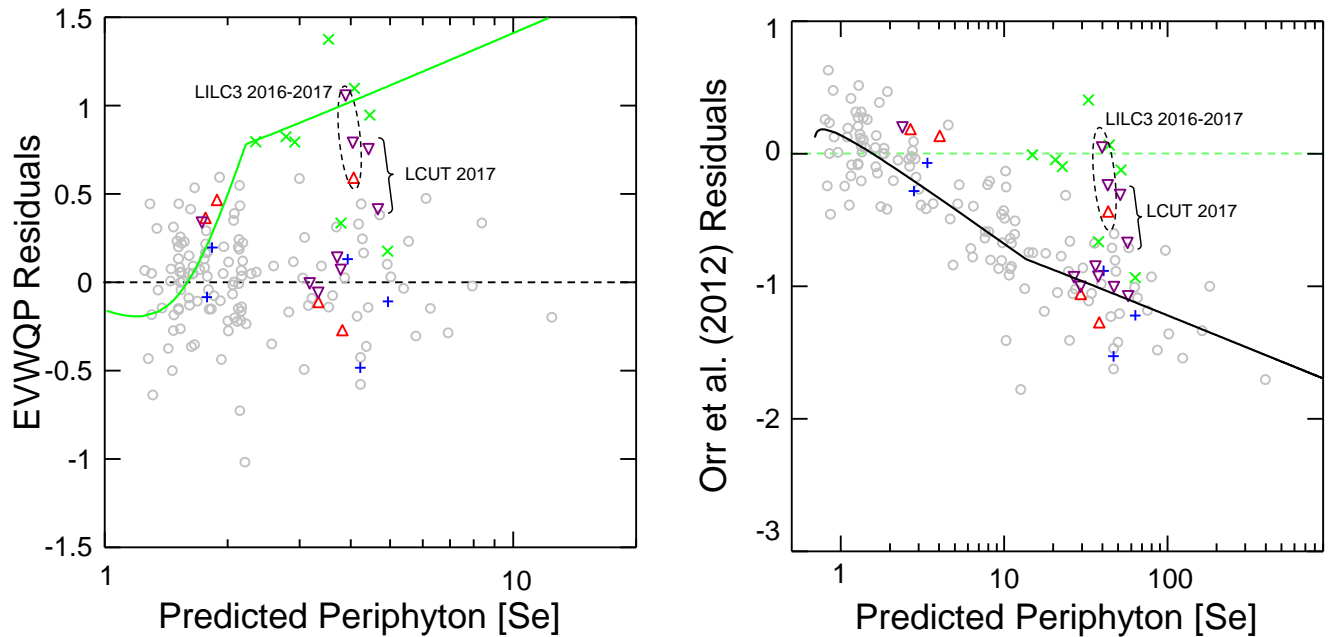 EVWQP Residuals
1.5
1
0.5
0
-0.5
-1
-1.5
LILC3 2016-2017
LCUT 2017
1
10
Predicted Periphyton [Se]
Orr et al. (2012) Residuals
1
0
-1
-2
-3
LILC3 2016-2017
LCUT 2017
1
10
100
Predicted Periphyton [Se]